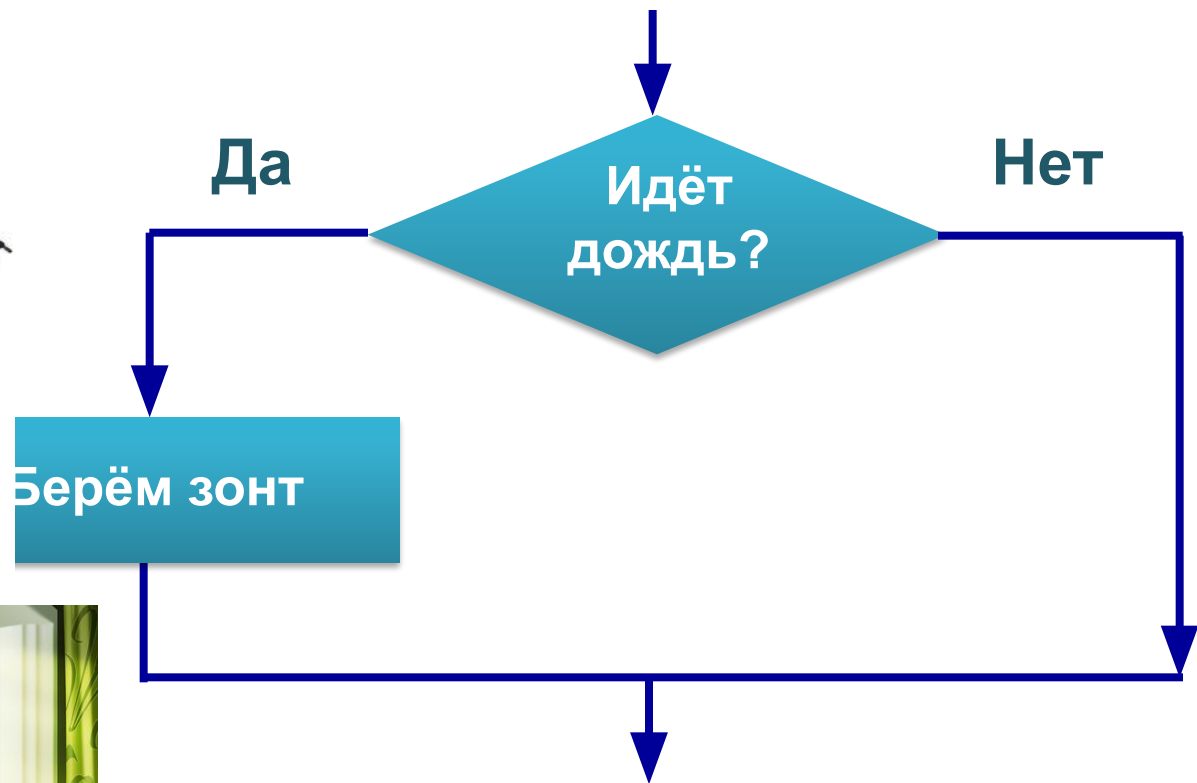 Да
Идёт
дождь?
Нет
Берём зонт